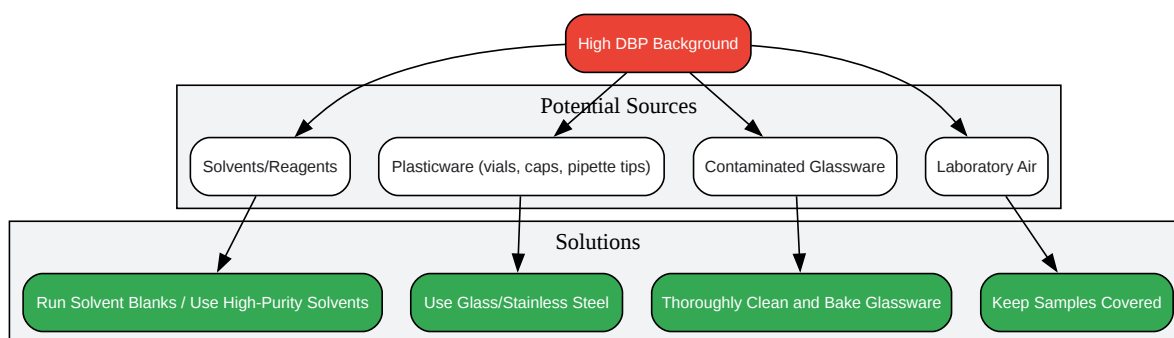 High DBP Background
Potential Sources
Solvents/Reagents
Plasticware (vials, caps, pipette tips)
Contaminated Glassware
Laboratory Air
Solutions
Run Solvent Blanks / Use High-Purity Solvents
Use Glass/Stainless Steel
Thoroughly Clean and Bake Glassware
Keep Samples Covered